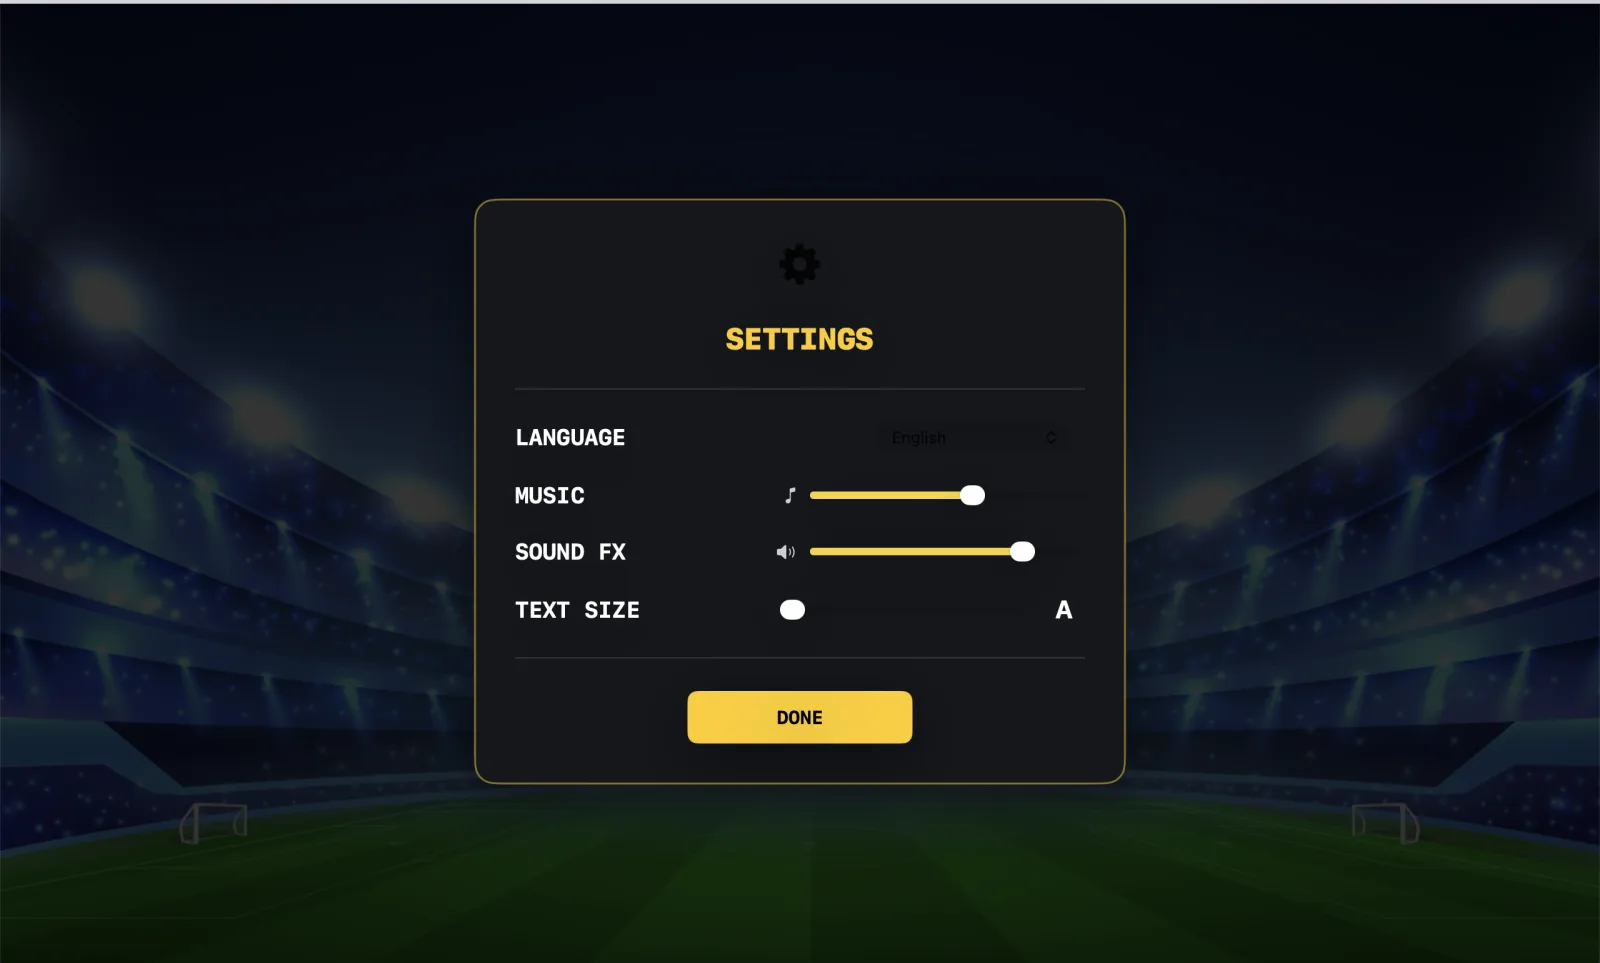 SETTINGS
LANGUAGE English
MUSIC
SOUND FX
TEXT SIZE A
DONE